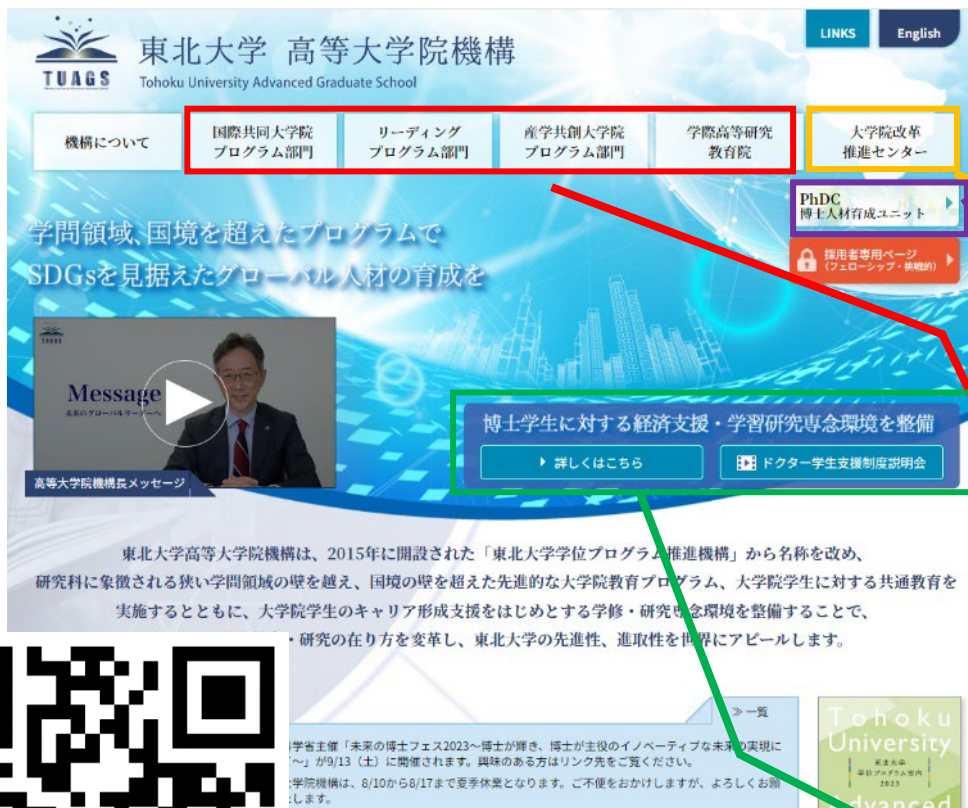 LINKS
English
TUAGS
東北大学 高等大学院機構
Tohoku University Advanced Graduate School
機構について
国際共同大学院
プログラム部門
リーディング
プログラム部門
産学共創大学院
プログラム部門
学際高等研究
教育院
大学院改革
推進センター
PhDC
博士人材育成ユニット
採用者専用ページ
(フェローシップ・挑戦的)
学問領域、国境を超えたプログラムで
SDGsを見据えたグローバル人材の育成を
TUAGS
Message
未来のグローバルリーダーへ
高等大学院機構長メッセージ
博士学生に対する経済支援・学習研究専念環境を整備
詳しくはこちら
ドクター学生支援制度説明会
東北大学高等大学院機構は、2015年に開設された「東北大学学位プログラム推進機構」から名称を改め、
研究科に象徴される狭い学問領域の壁を越え、国境の壁を超えた先進的な大学院教育プログラム、大学院学生に対する共通教育を
実施するとともに、大学院学生のキャリア形成支援をはじめとする学修・研究専念環境を整備することで、
・研究の在り方を変革し、東北大学の先進性、進取性を世界にアピールします。
≫一覧
学省主催「未来の博士フェス2023～博士が輝き、博士が主役のイノベーティブな未来の実現に
～」が9/13（土）に開催されます。興味のある方はリンク先をご覧ください。
大学院機構は、8/10から8/17まで夏季休業となります。ご不便をおかけしますが、よろしくお願
たします。
Tohoku
University
東北大学
学位プログラム案内
2023
Advanced